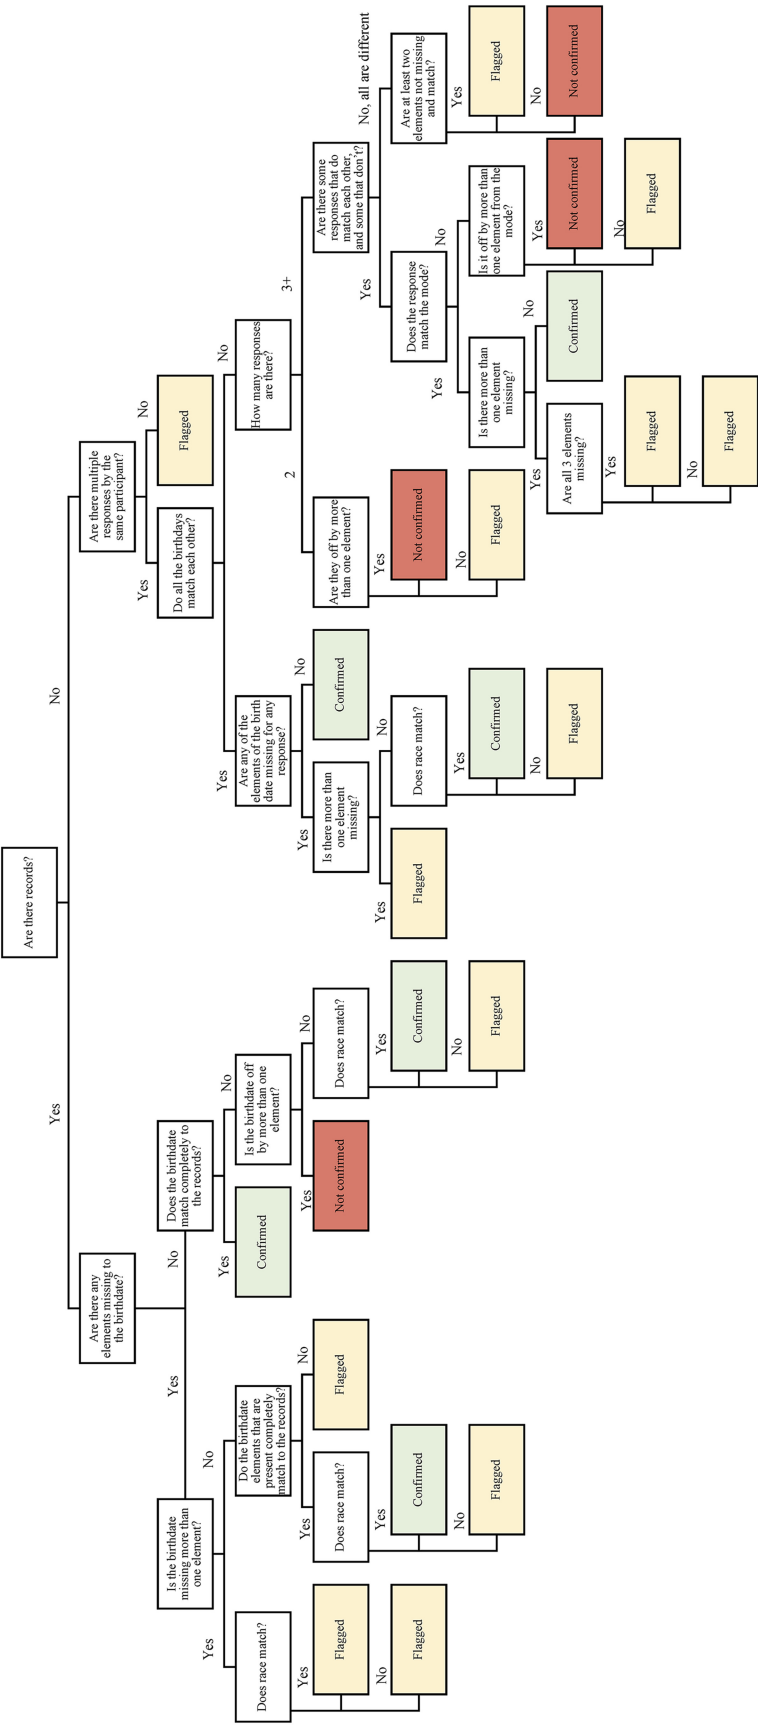 Are there records?
Yes
No
Are there any
elements missing to
the birthdate?
Yes
No
Is the birthdate
missing more than
one element?
Yes
No
Does race match?
Yes
Flagged
No
Flagged
Do the birthdate
elements that are
present completely
match to the records?
Yes
No
Does race match?
Yes
Confirmed
No
Flagged
Flagged
Does the birthdate
match completely to
the records?
Yes
No
Confirmed
Is the birthdate off
by more than one
element?
Yes
No
Not confirmed
Does race match?
Yes
Confirmed
No
Flagged
Are there multiple
responses by the
same participant?
Yes
No
Flagged
Do all the birthdays
match each other?
Yes
No
Are any of the
elements of the birth
date missing for any
response?
Yes
No
Confirmed
Is there more than
one element
missing?
Yes
No
Flagged
Does race match?
Yes
Confirmed
No
Flagged
How many responses
are there?
2
3+
Are they off by more
than one element?
Yes
Not confirmed
No
Flagged
Are there some
responses that do
match each other,
and some that don't?
Yes
No, all are different
Does the response
match the mode?
Yes
No
Is there more than
one element
missing?
Yes
No
Are all 3 elements
missing?
Yes
Flagged
No
Flagged
Confirmed
Is it off by more than
one element from the
mode?
Yes
Not confirmed
No
Flagged
Are at least two
elements not missing
and match?
Yes
Flagged
No
Not confirmed